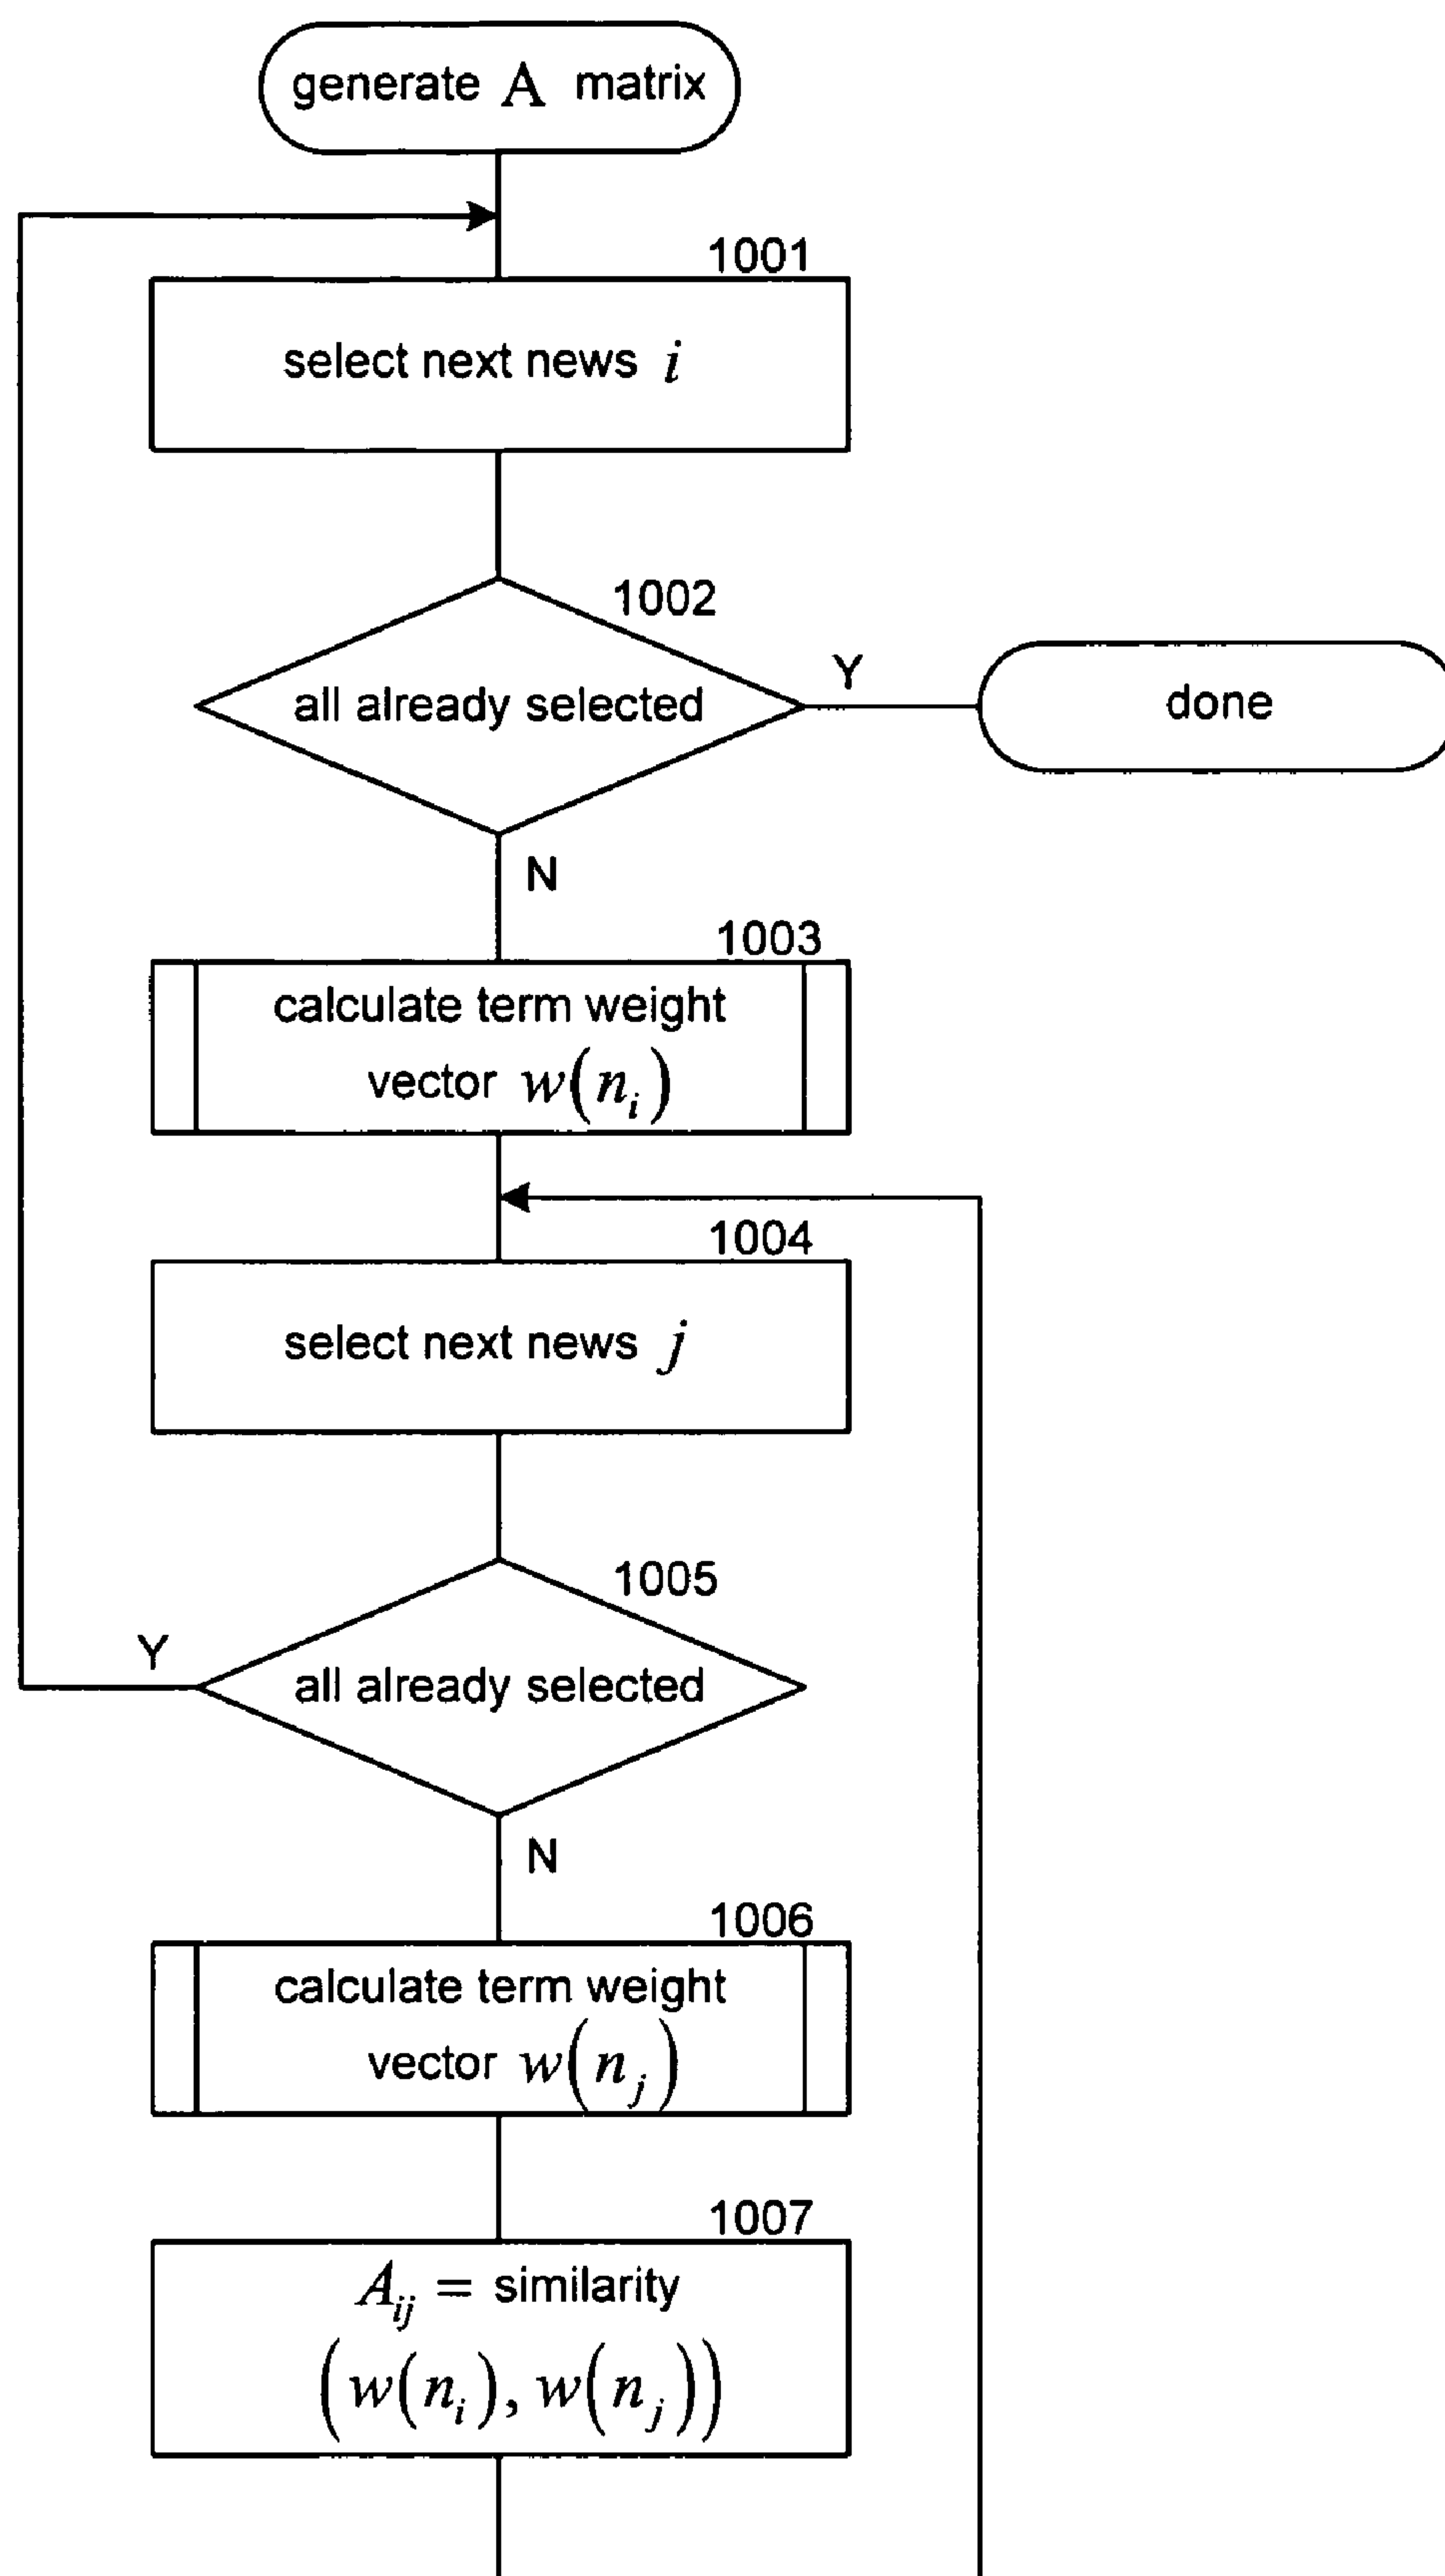 generate A matrix
1001
select next news i
1002
all already selected
Y
done
N
1003
calculate term weight
vector w(n_i)
1004
select next news j
1005
Y
all already selected
N
1006
calculate term weight
vector w(n_j)
1007
A_ij = similarity
(w(n_i), w(n_j))